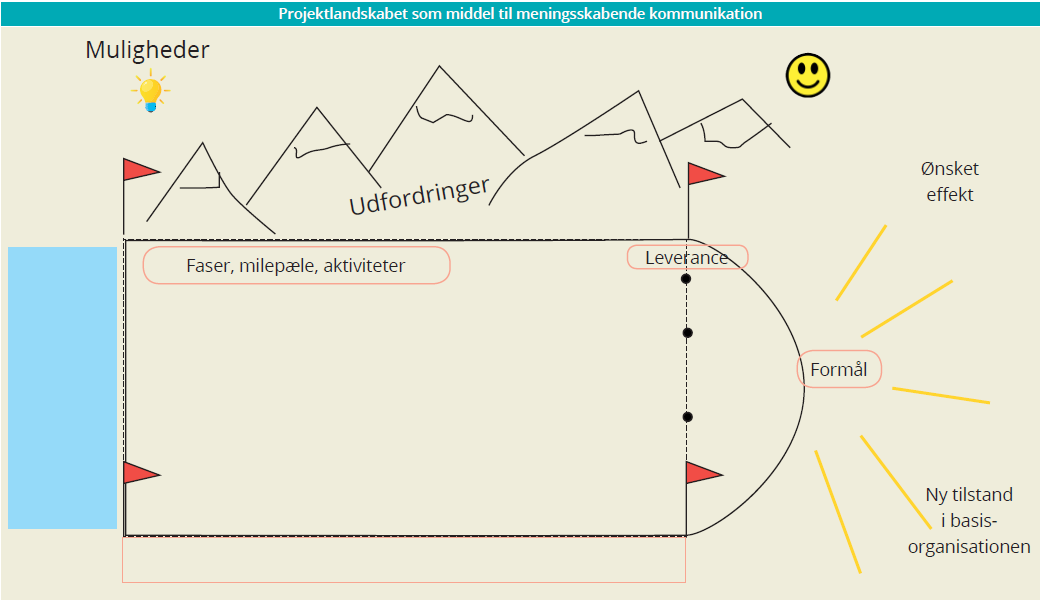 Projektlandskabet som middel til meningsskabende kommunikation
Muligheder
Udfordringer
Ønsket
effekt
Faser, milepæle, aktiviteter
Leverance
Formål
Ny tilstand
i basis-
organisationen